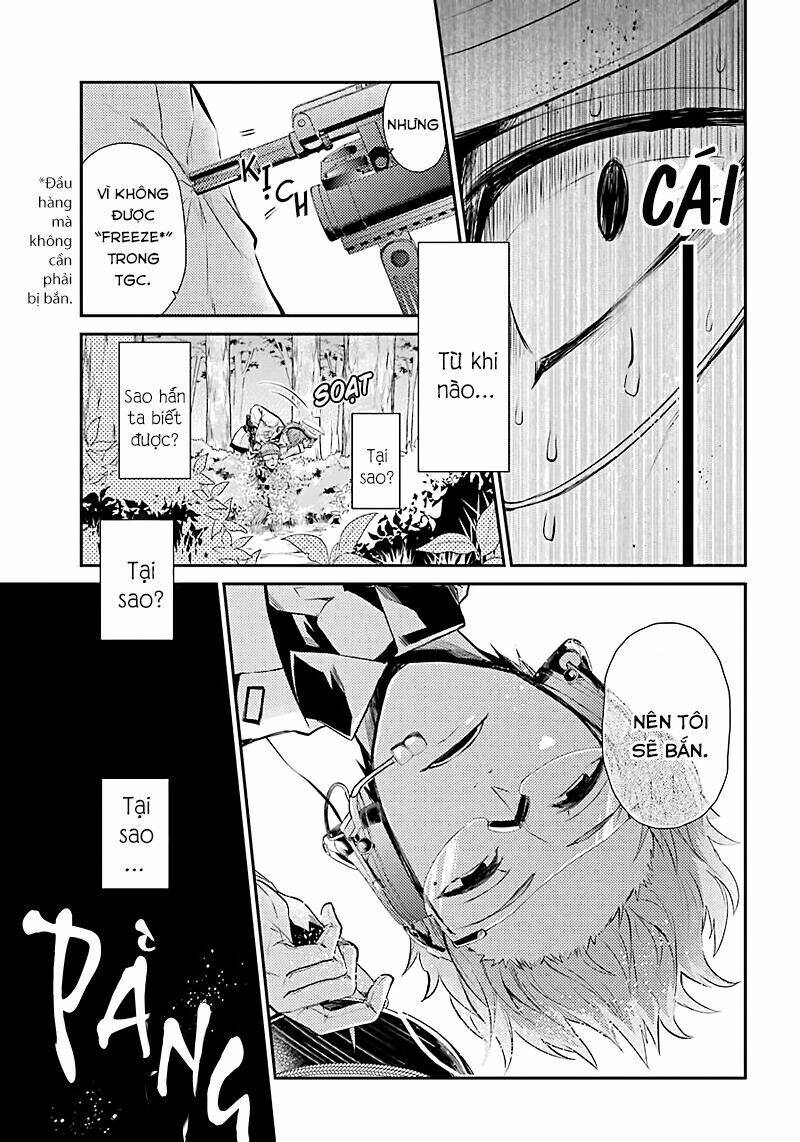 CÁI
NHƯNG
KỊCH
VÌ KHÔNG
ĐƯỢC
"FREEZE*"
TRONG
TGC.
*Đầu
hàng
mà
không
cần
phải
bị bắn.
Từ khi
nào...
SOẠT
Tại
sao?
Sao hắn
ta biết
được?
Tại
sao?
NÊN TÔI
SẼ BẮN.
Tại
sao
...
PẰNG